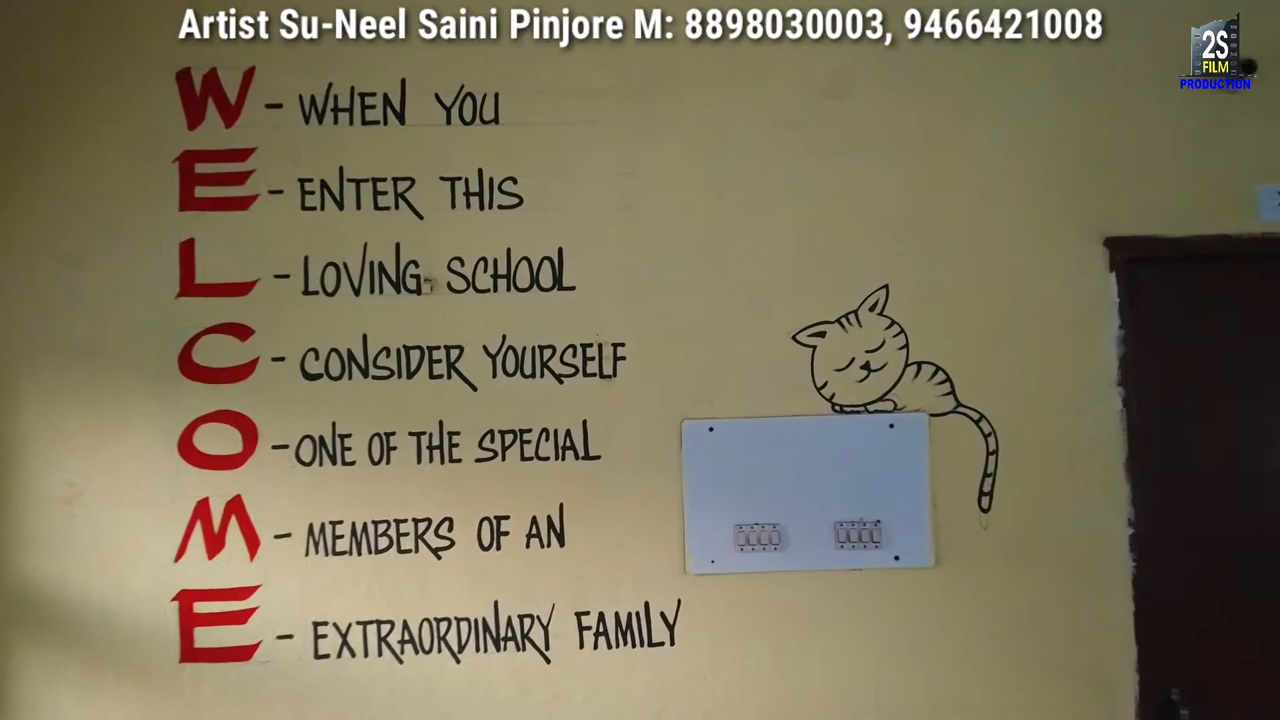 Artist Su-Neel Saini Pinjore M: 8898030003, 9466421008
2S
FILM
PRODUCTION
W - WHEN YOU
E - ENTER THIS
L - LOVING SCHOOL
C - CONSIDER YOURSELF
O - ONE OF THE SPECIAL
M - MEMBERS OF AN
E - EXTRAORDINARY FAMILY